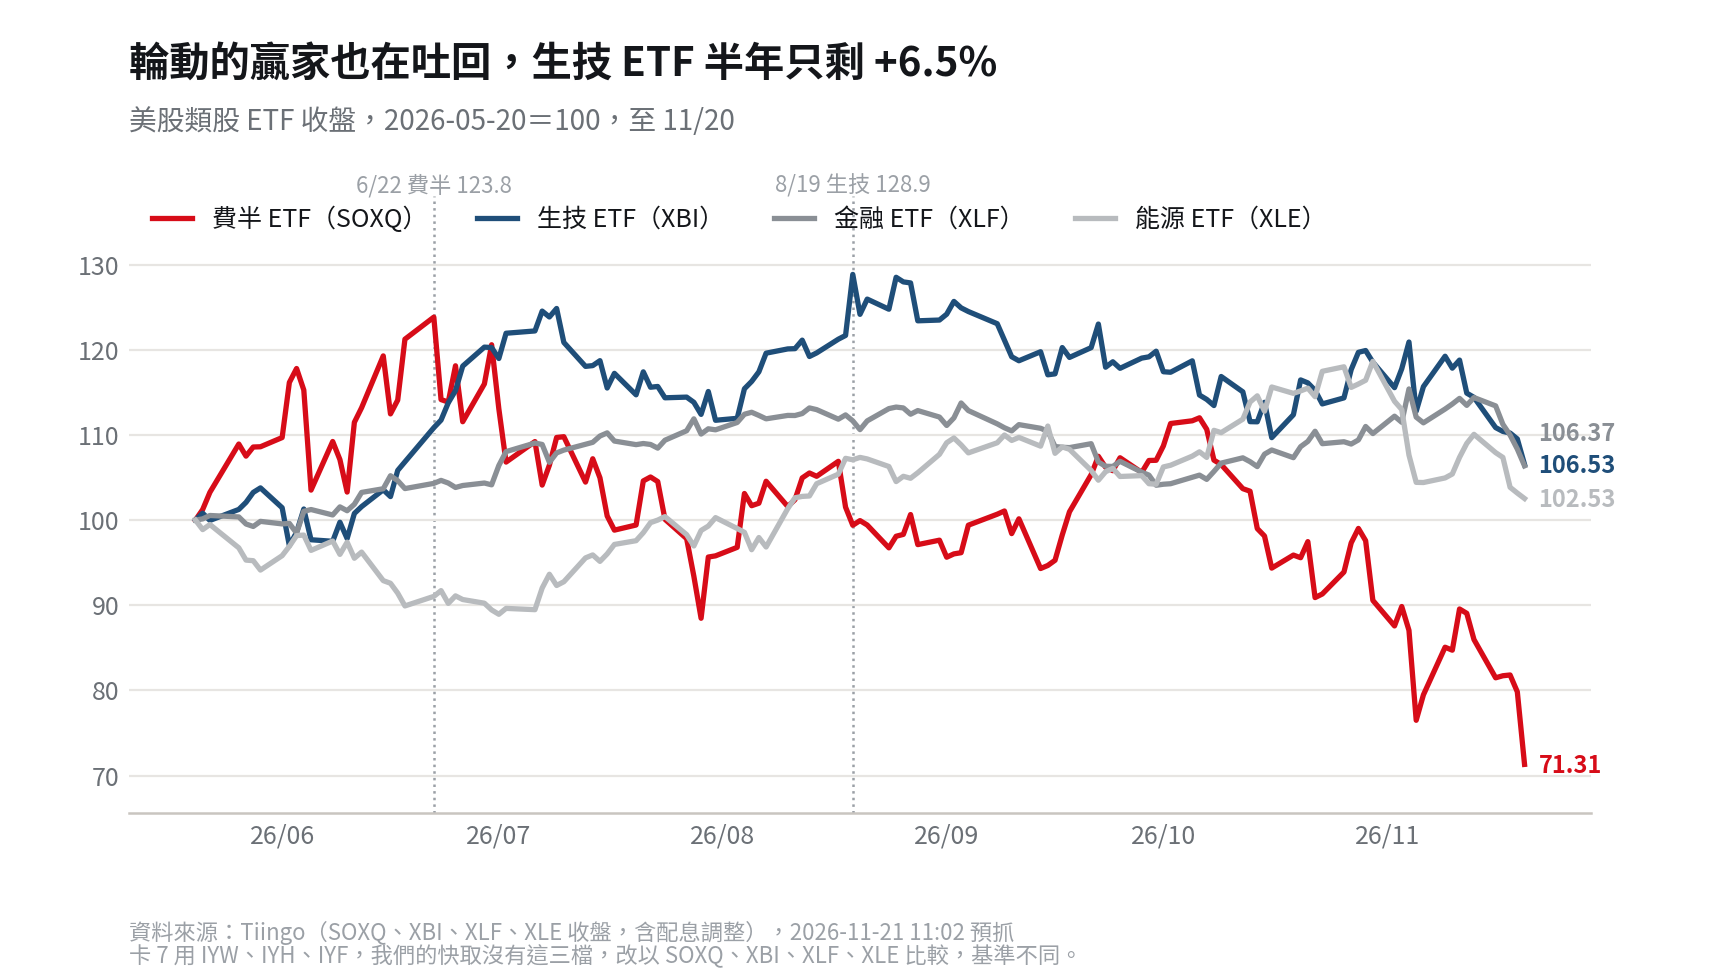 輪動的贏家也在吐回，生技 ETF 半年只剩 +6.5%
美股類股 ETF 收盤，2026-05-20＝100，至 11/20
6/22 費半 123.8
8/19 生技 128.9
費半 ETF（SOXQ）
生技 ETF（XBI）
金融 ETF（XLF）
能源 ETF（XLE）
130
120
110
100
90
80
70
106.37
106.53
102.53
71.31
26/06
26/07
26/08
26/09
26/10
26/11
資料來源：Tiingo（SOXQ、XBI、XLF、XLE 收盤，含配息調整），2026-11-21 11:02 預抓
卡 7 用 IYW、IYH、IYF，我們的快取沒有這三檔，改以 SOXQ、XBI、XLF、XLE 比較，基準不同。